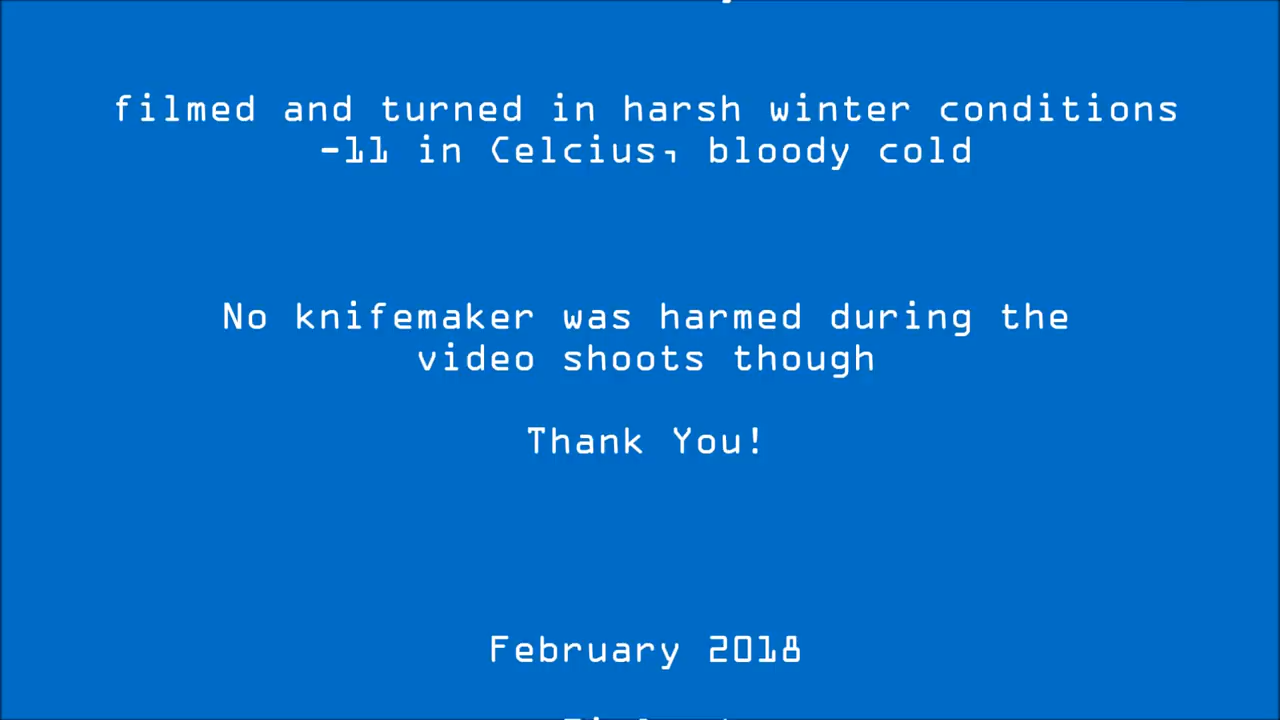 filmed and turned in harsh winter conditions
-11 in Celcius, bloody cold
No knifemaker was harmed during the
video shoots though
Thank You!
February 2018